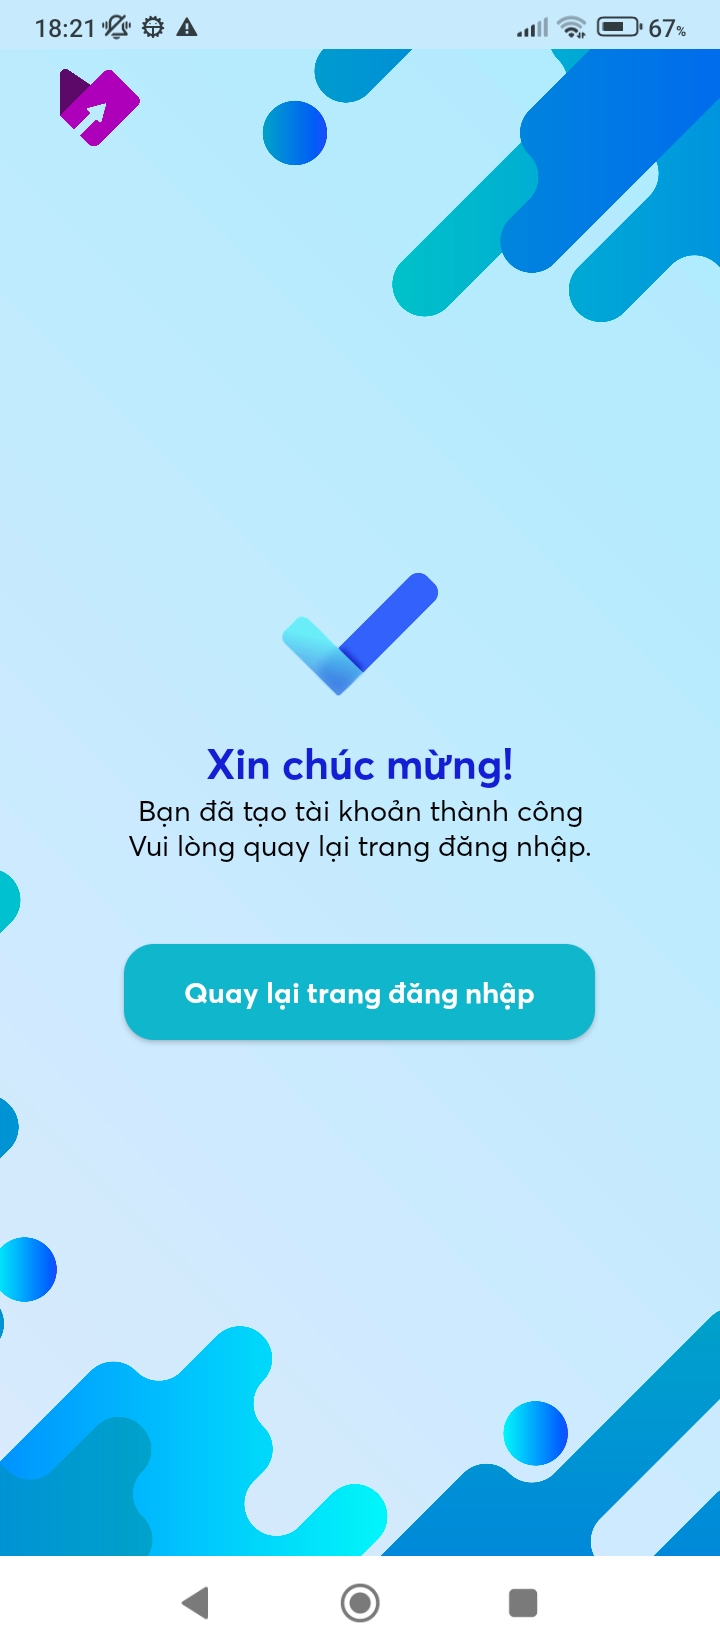 18:21
67%
Xin chúc mừng!
Bạn đã tạo tài khoản thành công
Vui lòng quay lại trang đăng nhập.
Quay lại trang đăng nhập